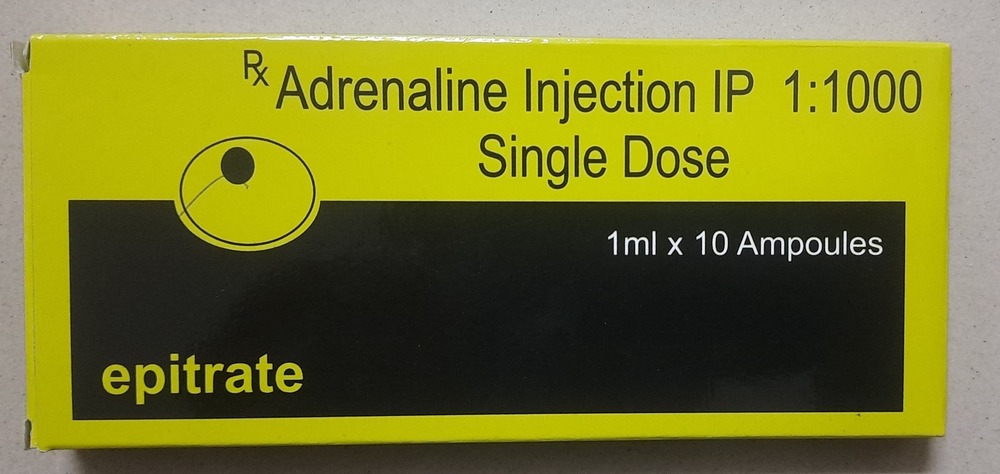 Rx Adrenaline Injection IP 1:1000
Single Dose
1ml x 10 Ampoules
epitrate